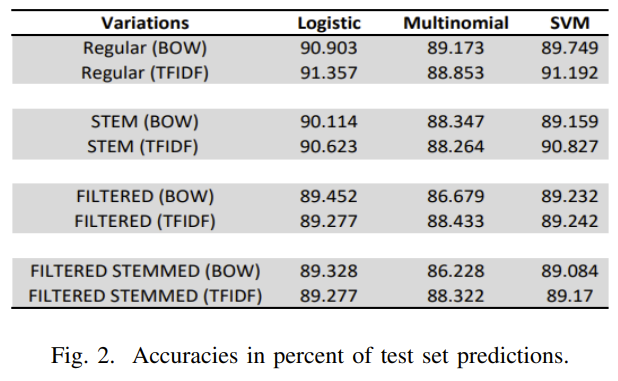 Variations Logistic Multinomial SVM
Regular (BOW) 90.903 89.173 89.749
Regular (TFIDF) 91.357 88.853 91.192
STEM (BOW) 90.114 88.347 89.159
STEM (TFIDF) 90.623 88.264 90.827
FILTERED (BOW) 89.452 86.679 89.232
FILTERED (TFIDF) 89.277 88.433 89.242
FILTERED STEMMED (BOW) 89.328 86.228 89.084
FILTERED STEMMED (TFIDF) 89.277 88.322 89.17
Fig. 2. Accuracies in percent of test set predictions.